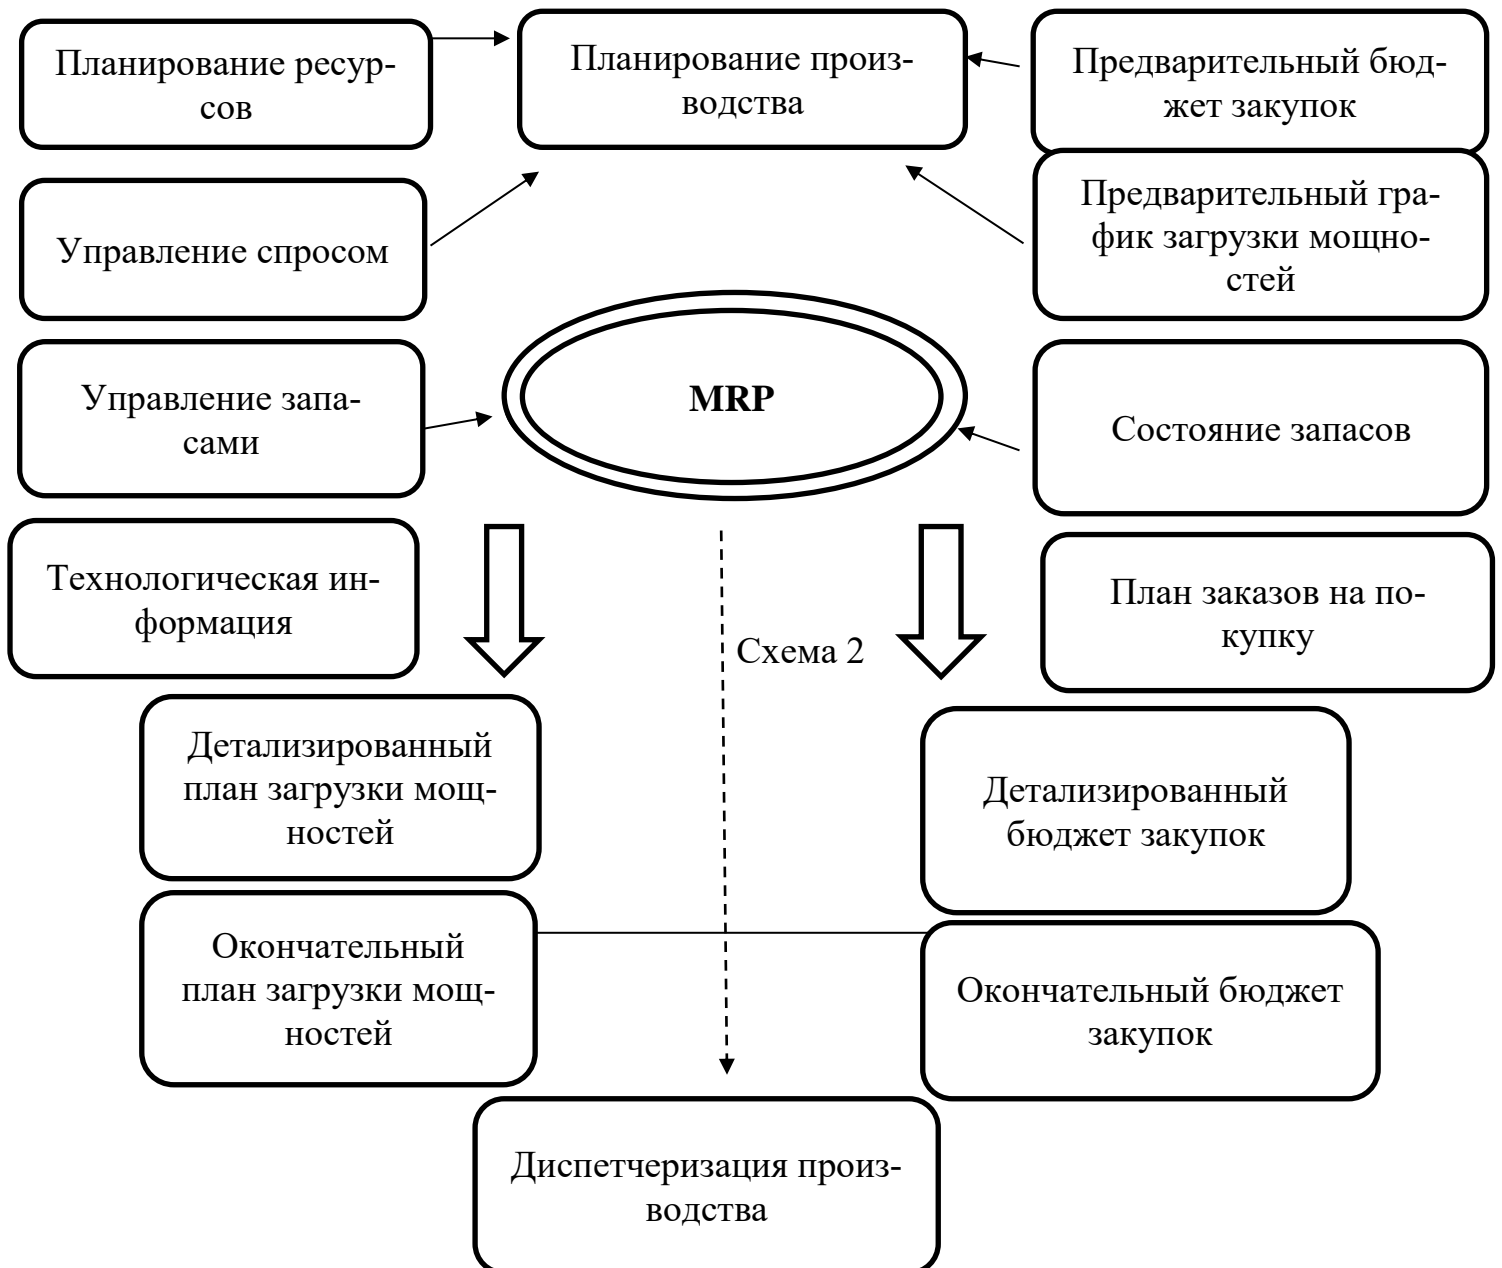 Планирование ресур-
сов
Планирование произ-
водства
Предварительный бюд-
жет закупок
Управление спросом
Предварительный гра-
фик загрузки мощно-
стей
Управление запа-
сами
MRP
Состояние запасов
Технологическая ин-
формация
Схема 2
План заказов на по-
купку
Детализированный
план загрузки мощ-
ностей
Детализированный
бюджет закупок
Окончательный
план загрузки мощ-
ностей
Окончательный бюджет
закупок
Диспетчеризация произ-
водства